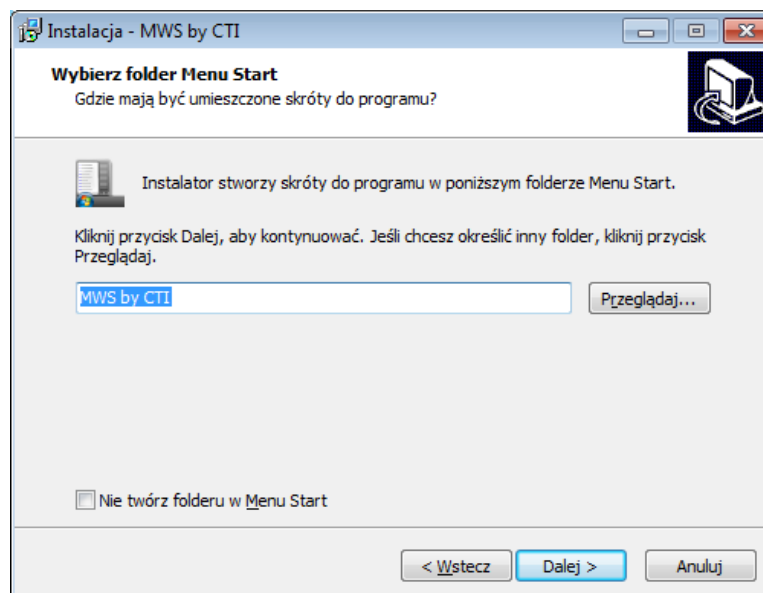 Instalacja - MWS by CTI
Wybierz folder Menu Start
Gdzie mają być umieszczone skróty do programu?
Instalator stworzy skróty do programu w poniższym folderze Menu Start.
Kliknij przycisk Dalej, aby kontynuować. Jeśli chcesz określić inny folder, kliknij przycisk
Przeglądaj.
MWS by CTI
Przeglądaj...
Nie twórz folderu w Menu Start
< Wstecz
Dalej >
Anuluj